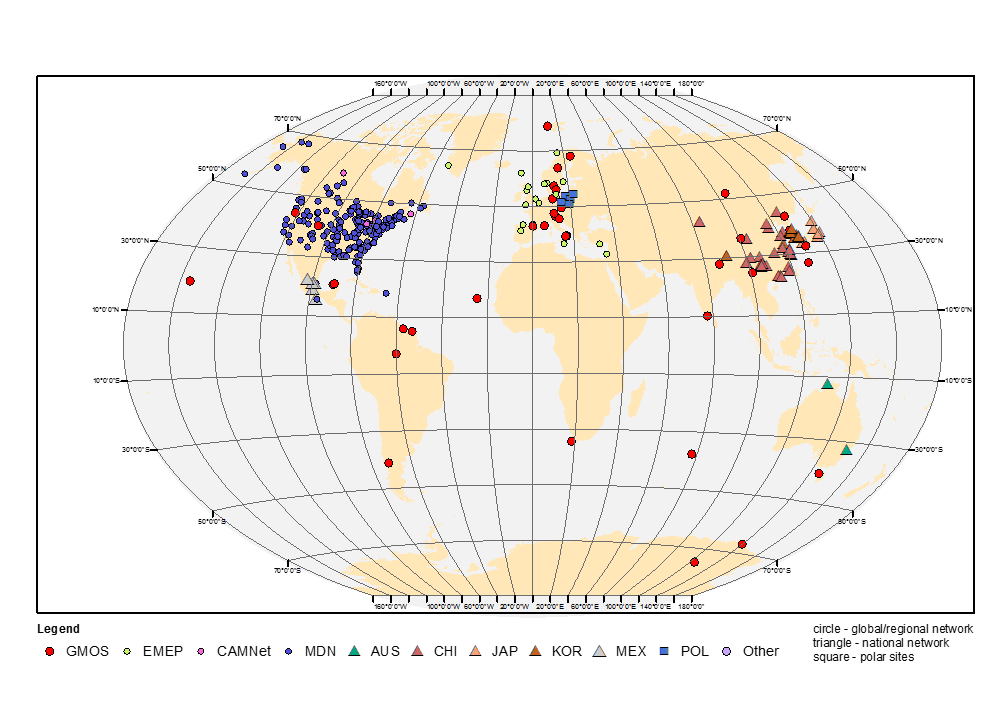 160°0'0"W 100°0'0"W 60°0'0"W 20°0'0"W 20°0'0"E 60°0'0"E 100°0'0"E 140°0'0"E 180°0'0"
70°0'0"N 70°0'0"N
50°0'0"N 50°0'0"N
30°0'0"N 30°0'0"N
10°0'0"N 10°0'0"N
10°0'0"S 10°0'0"S
30°0'0"S 30°0'0"S
50°0'0"S 50°0'0"S
70°0'0"S 70°0'0"S
160°0'0"W 100°0'0"W 60°0'0"W 20°0'0"W 20°0'0"E 60°0'0"E 100°0'0"E 140°0'0"E 180°0'0"
Legend
GMOS EMEP CAMNet MDN AUS CHI JAP KOR MEX POL Other
circle - global/regional network
triangle - national network
square - polar sites